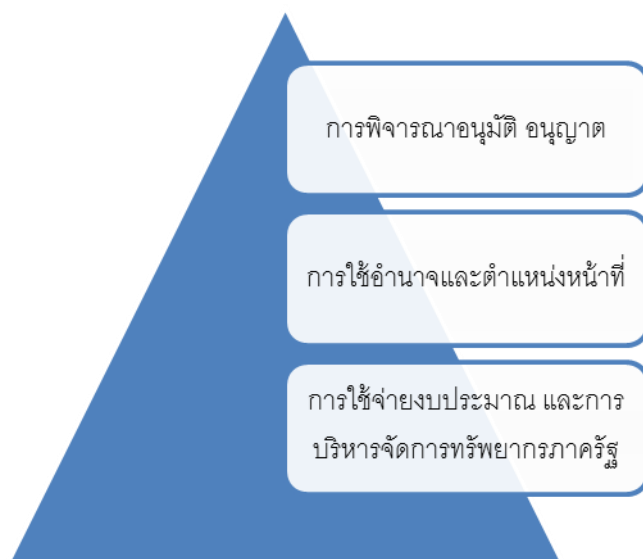 การพิจารณาอนุมัติ อนุญาต
การใช้อำนาจและตำแหน่งหน้าที่
การใช้จ่ายงบประมาณ และการ
บริหารจัดการทรัพยากรภาครัฐ